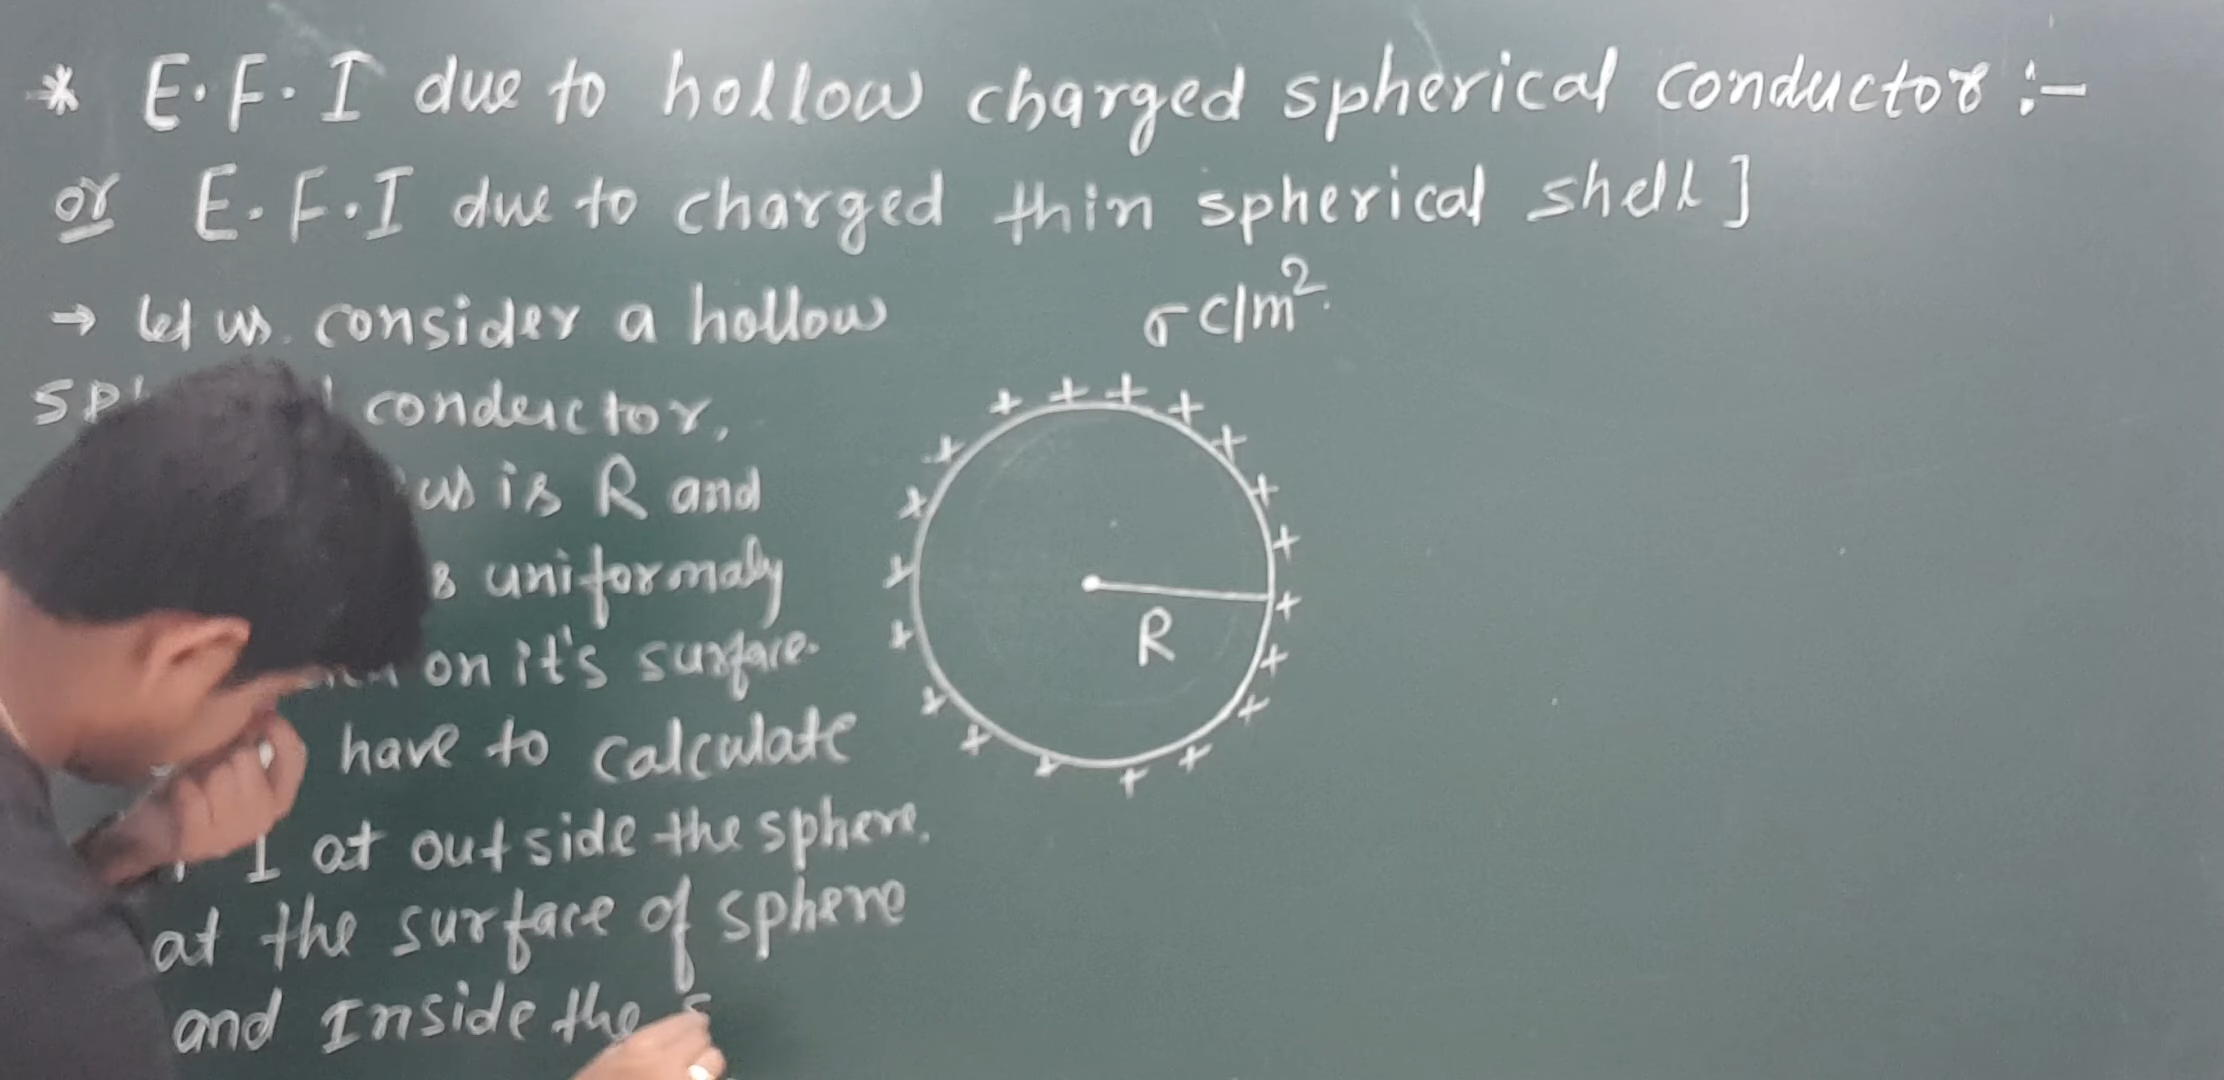 * E.F.I due to hollow charged spherical conductor :-
or E.F.I due to charged thin spherical shell]
→ let us. consider a hollow
conductor,
is R and
uniformaly
on it's surface.
have to calculate
I at outside the sphere.
at the surface of sphere
and Inside the s
σ c/m².
R